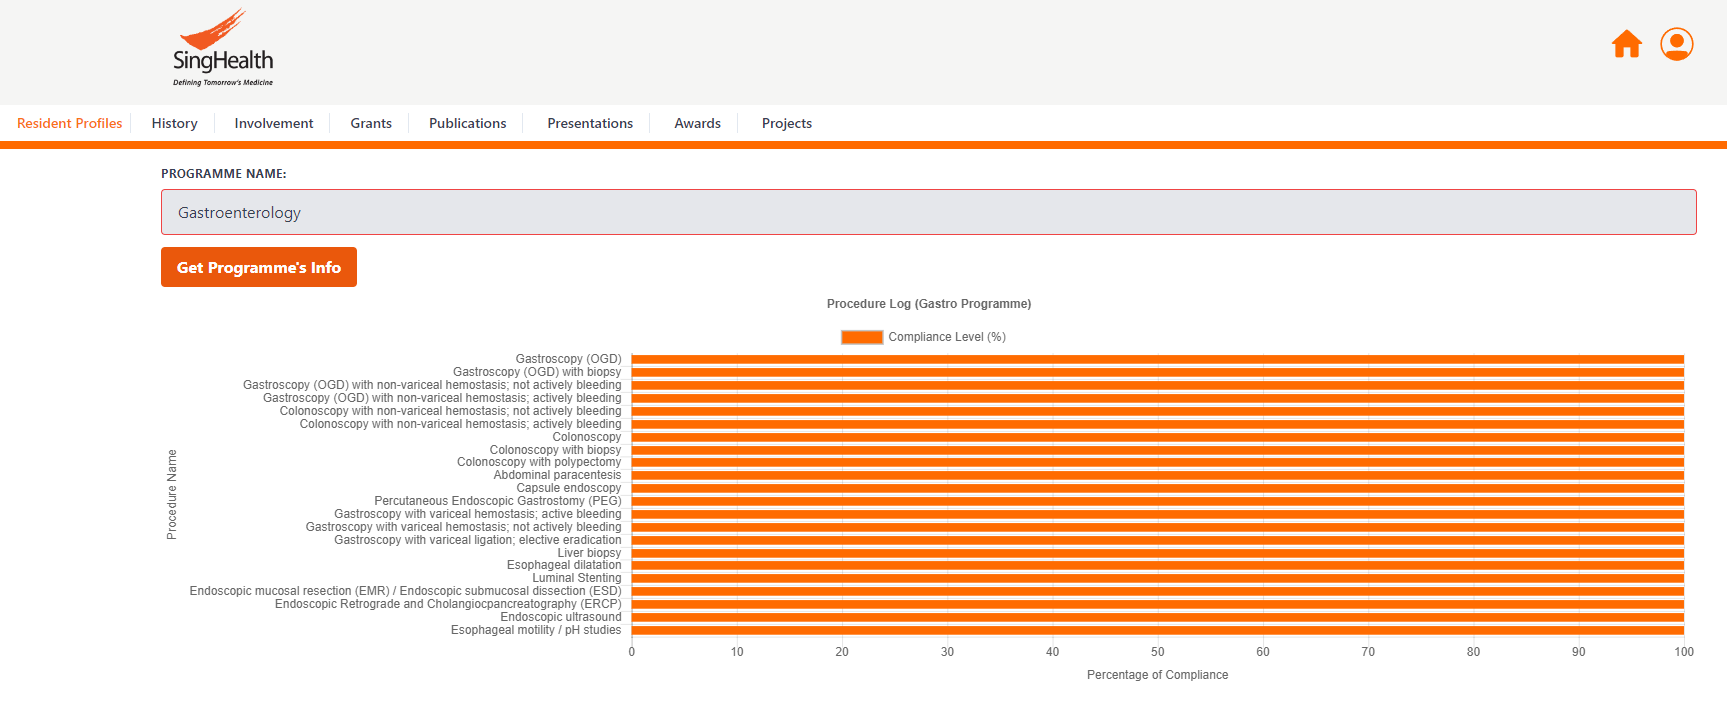 SingHealth
Defining Tomorrow's Medicine
Resident Profiles History Involvement Grants Publications Presentations Awards Projects
PROGRAMME NAME:
Gastroenterology
Get Programme's Info
Procedure Log (Gastro Programme)
Compliance Level (%)
Procedure Name
Gastroscopy (OGD)
Gastroscopy (OGD) with biopsy
Gastroscopy (OGD) with non-variceal hemostasis; not actively bleeding
Gastroscopy (OGD) with non-variceal hemostasis; actively bleeding
Colonoscopy with non-variceal hemostasis; not actively bleeding
Colonoscopy with non-variceal hemostasis; actively bleeding
Colonoscopy
Colonoscopy with biopsy
Colonoscopy with polypectomy
Abdominal paracentesis
Capsule endoscopy
Percutaneous Endoscopic Gastrostomy (PEG)
Gastroscopy with variceal hemostasis; active bleeding
Gastroscopy with variceal hemostasis; not actively bleeding
Gastroscopy with variceal ligation; elective eradication
Liver biopsy
Esophageal dilatation
Luminal Stenting
Endoscopic mucosal resection (EMR) / Endoscopic submucosal dissection (ESD)
Endoscopic Retrograde and Cholangiocpancreatography (ERCP)
Endoscopic ultrasound
Esophageal motility / pH studies
0 10 20 30 40 50 60 70 80 90 100
Percentage of Compliance